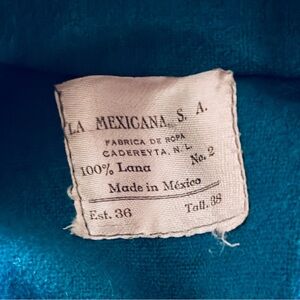 LA MEXICANA, S. A.
FABRICA DE ROPA
CADEREYTA, N. L.
100% Lana No. 2
Made in México
Est. 36 Tall. 38